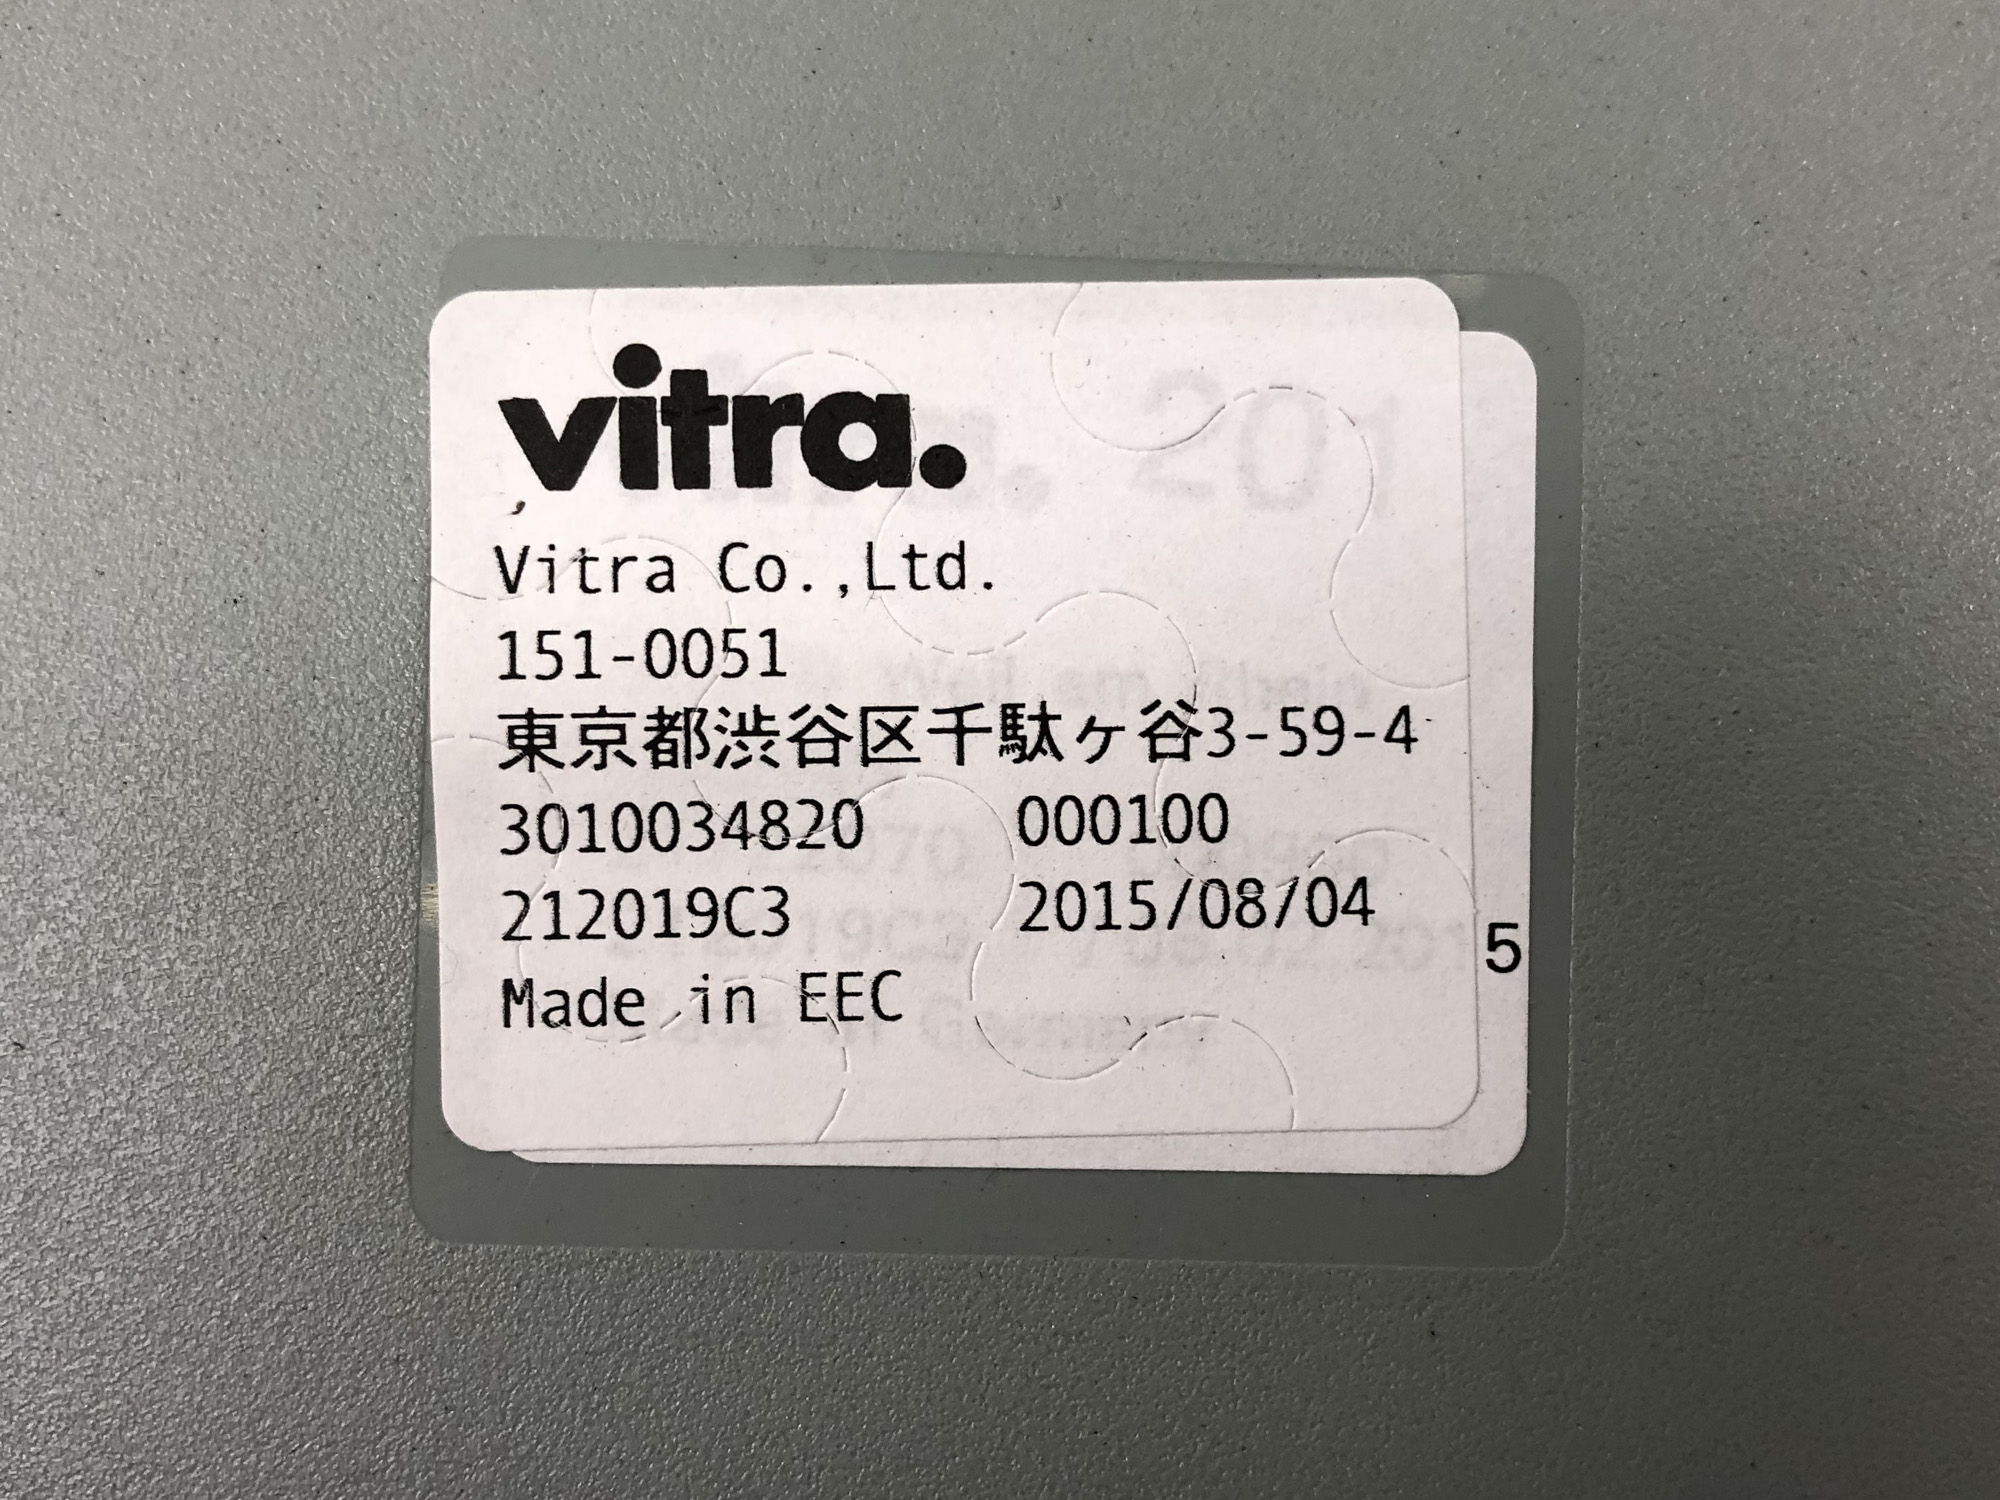 vitra.
Vitra Co.,Ltd.
151-0051
東京都渋谷区千駄ヶ谷3-59-4
3010034820 000100
212019C3 2015/08/04
5
Made in EEC